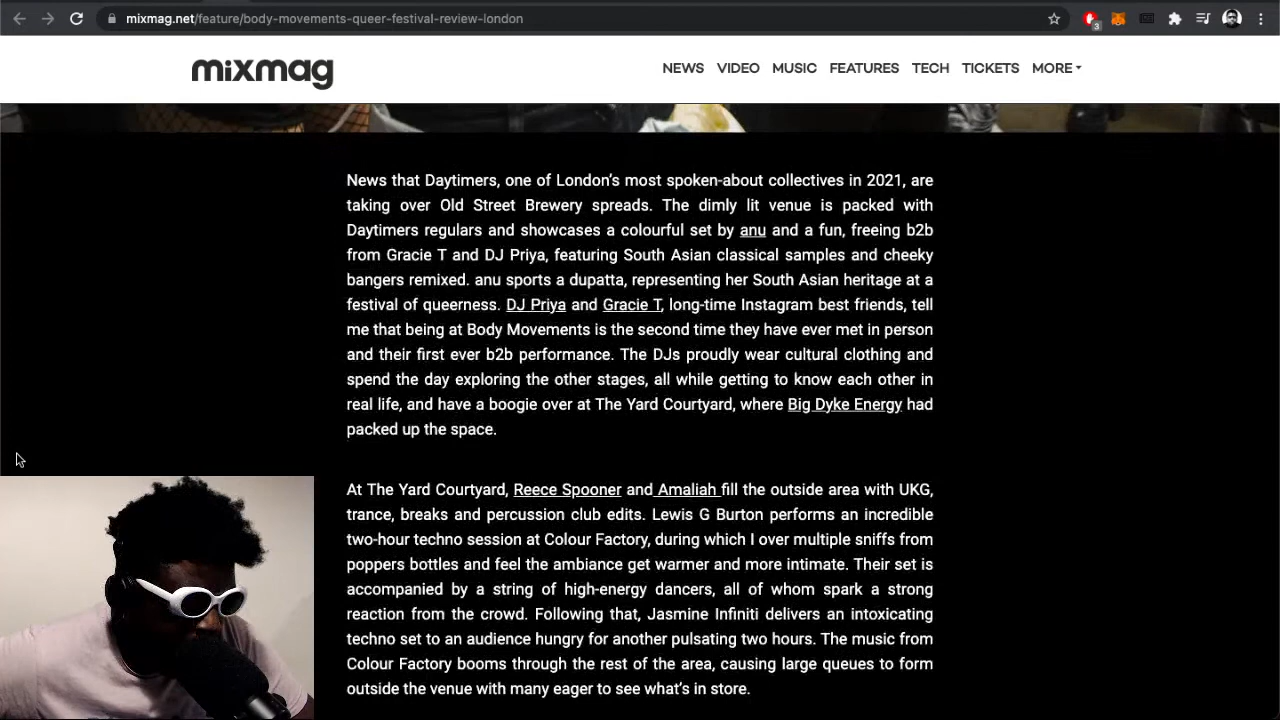 mixmag.net/feature/body-movements-queer-festival-review-london
3
mixmag
NEWS VIDEO MUSIC FEATURES TECH TICKETS MORE
News that Daytimers, one of London’s most spoken-about collectives in 2021, are
taking over Old Street Brewery spreads. The dimly lit venue is packed with
Daytimers regulars and showcases a colourful set by anu and a fun, freeing b2b
from Gracie T and DJ Priya, featuring South Asian classical samples and cheeky
bangers remixed. anu sports a dupatta, representing her South Asian heritage at a
festival of queerness. DJ Priya and Gracie T, long-time Instagram best friends, tell
me that being at Body Movements is the second time they have ever met in person
and their first ever b2b performance. The DJs proudly wear cultural clothing and
spend the day exploring the other stages, all while getting to know each other in
real life, and have a boogie over at The Yard Courtyard, where Big Dyke Energy had
packed up the space.
At The Yard Courtyard, Reece Spooner and Amaliah fill the outside area with UKG,
trance, breaks and percussion club edits. Lewis G Burton performs an incredible
two-hour techno session at Colour Factory, during which I over multiple sniffs from
poppers bottles and feel the ambiance get warmer and more intimate. Their set is
accompanied by a string of high-energy dancers, all of whom spark a strong
reaction from the crowd. Following that, Jasmine Infiniti delivers an intoxicating
techno set to an audience hungry for another pulsating two hours. The music from
Colour Factory booms through the rest of the area, causing large queues to form
outside the venue with many eager to see what’s in store.